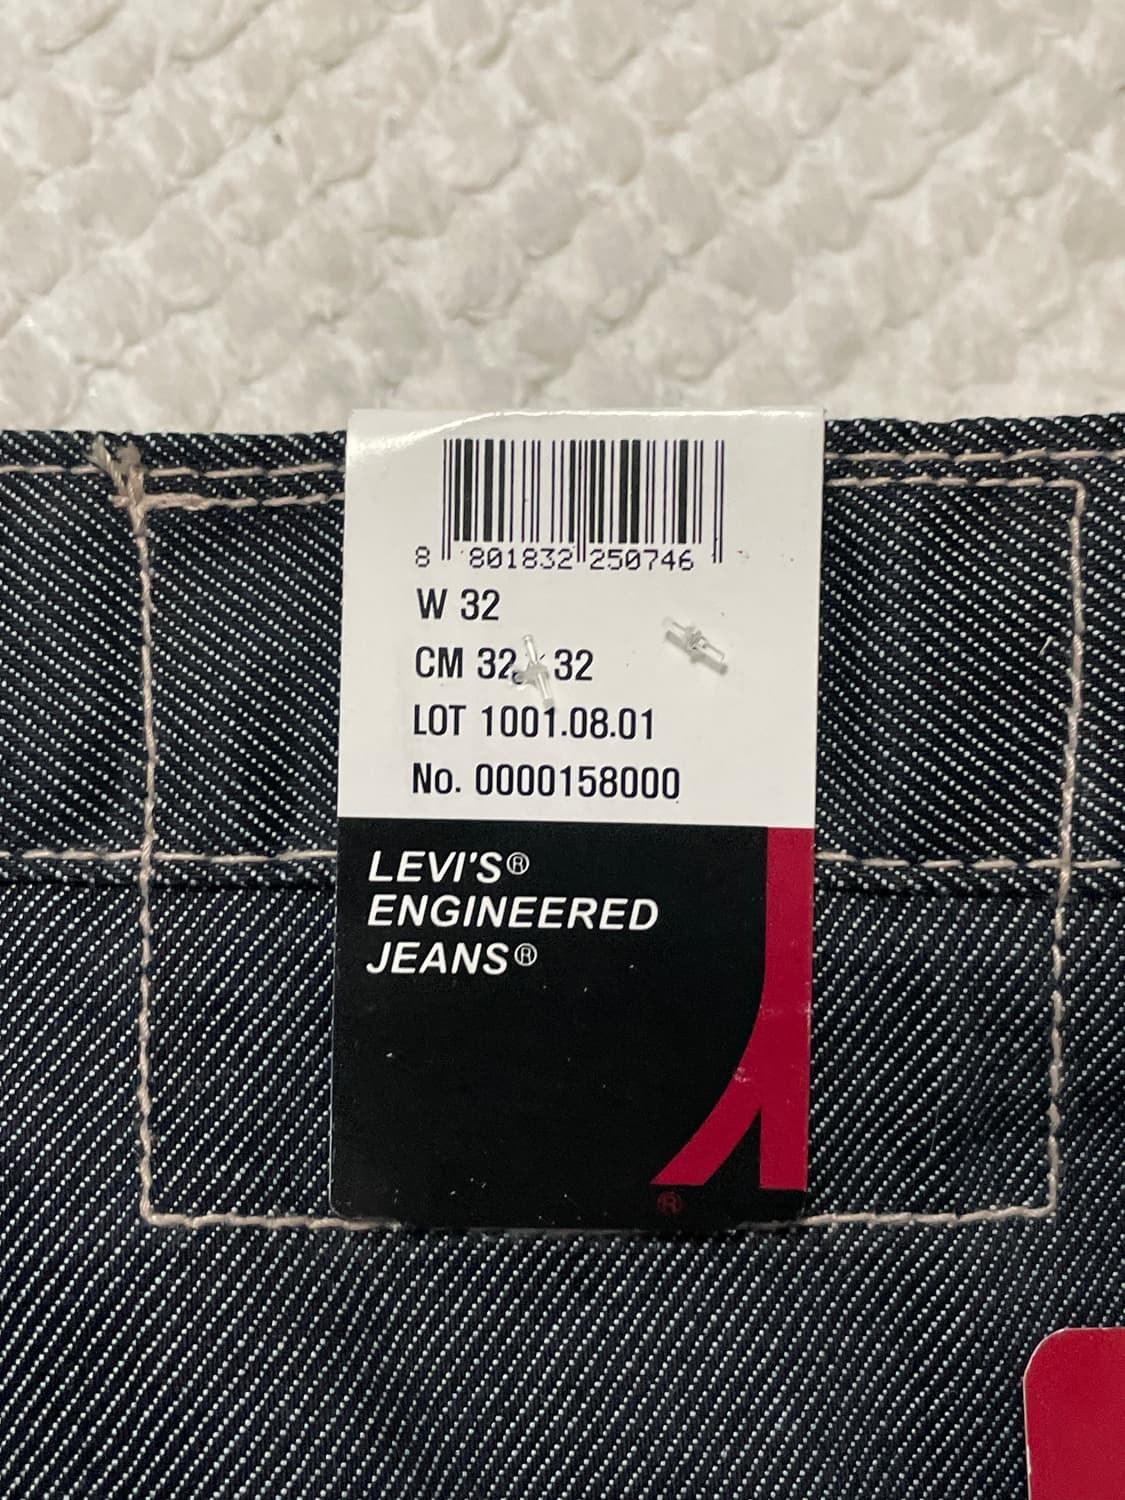 8 801832 250746
W 32
CM 32 x 32
LOT 1001.08.01
No. 0000158000
LEVI'S®
ENGINEERED
JEANS®
®